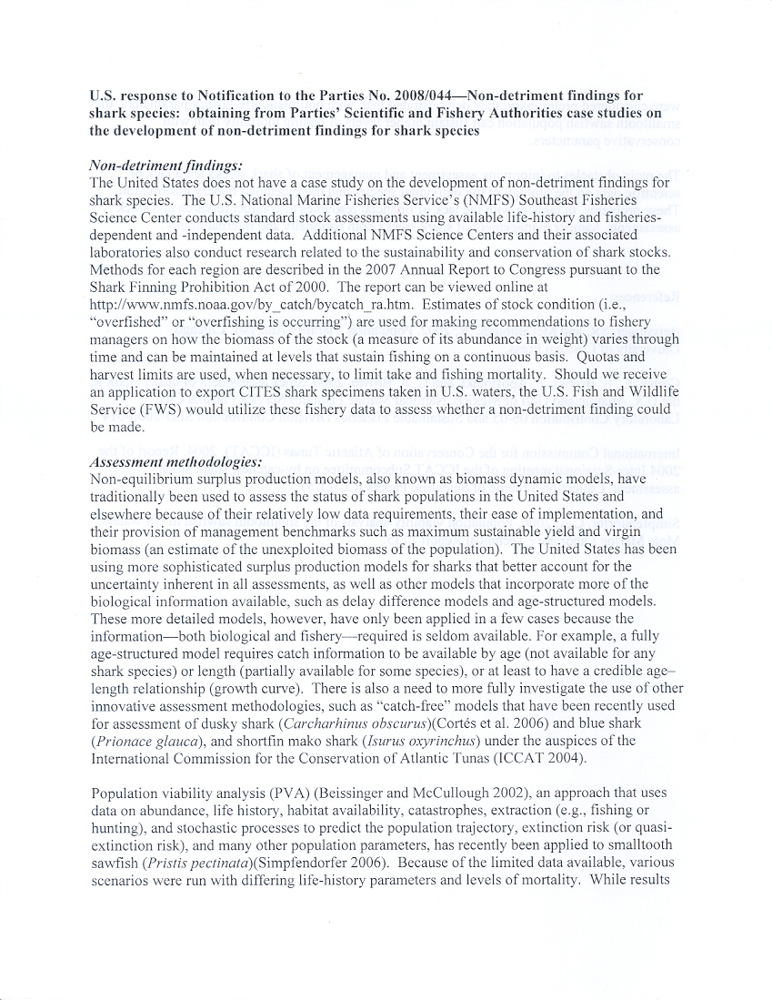 U.S. response to Notification to the Parties No. 2008/044—Non-detriment findings for
shark species:  obtaining from Parties’ Scientific and Fishery Authorities case studies on
the development of non-detriment findings for shark species
Non-detriment findings:
The United States does not have a case study on the development of non-detriment findings for
shark species.  The U.S. National Marine Fisheries Service’s (NMFS) Southeast Fisheries
Science Center conducts standard stock assessments using available life-history and fisheries-
dependent and -independent data.  Additional NMFS Science Centers and their associated
laboratories also conduct research related to the sustainability and conservation of shark stocks.
Methods for each region are described in the 2007 Annual Report to Congress pursuant to the
Shark Finning Prohibition Act of 2000.  The report can be viewed online at
http://www.nmfs.noaa.gov/by_catch/bycatch_ra.htm.  Estimates of stock condition (i.e.,
“overfished” or “overfishing is occurring”) are used for making recommendations to fishery
managers on how the biomass of the stock (a measure of its abundance in weight) varies through
time and can be maintained at levels that sustain fishing on a continuous basis.  Quotas and
harvest limits are used, when necessary, to limit take and fishing mortality.  Should we receive
an application to export CITES shark specimens taken in U.S. waters, the U.S. Fish and Wildlife
Service (FWS) would utilize these fishery data to assess whether a non-detriment finding could
be made.
Assessment methodologies:
Non-equilibrium surplus production models, also known as biomass dynamic models, have
traditionally been used to assess the status of shark populations in the United States and
elsewhere because of their relatively low data requirements, their ease of implementation, and
their provision of management benchmarks such as maximum sustainable yield and virgin
biomass (an estimate of the unexploited biomass of the population).  The United States has been
using more sophisticated surplus production models for sharks that better account for the
uncertainty inherent in all assessments, as well as other models that incorporate more of the
biological information available, such as delay difference models and age-structured models.
These more detailed models, however, have only been applied in a few cases because the
information—both biological and fishery—required is seldom available. For example, a fully
age-structured model requires catch information to be available by age (not available for any
shark species) or length (partially available for some species), or at least to have a credible age–
length relationship (growth curve).  There is also a need to more fully investigate the use of other
innovative assessment methodologies, such as “catch-free” models that have been recently used
for assessment of dusky shark (Carcharhinus obscurus)(Cortés et al. 2006) and blue shark
(Prionace glauca), and shortfin mako shark (Isurus oxyrinchus) under the auspices of the
International Commission for the Conservation of Atlantic Tunas (ICCAT 2004).
Population viability analysis (PVA) (Beissinger and McCullough 2002), an approach that uses
data on abundance, life history, habitat availability, catastrophes, extraction (e.g., fishing or
hunting), and stochastic processes to predict the population trajectory, extinction risk (or quasi-
extinction risk), and many other population parameters, has recently been applied to smalltooth
sawfish (Pristis pectinata)(Simpfendorfer 2006).  Because of the limited data available, various
scenarios were run with differing life-history parameters and levels of mortality.  While results